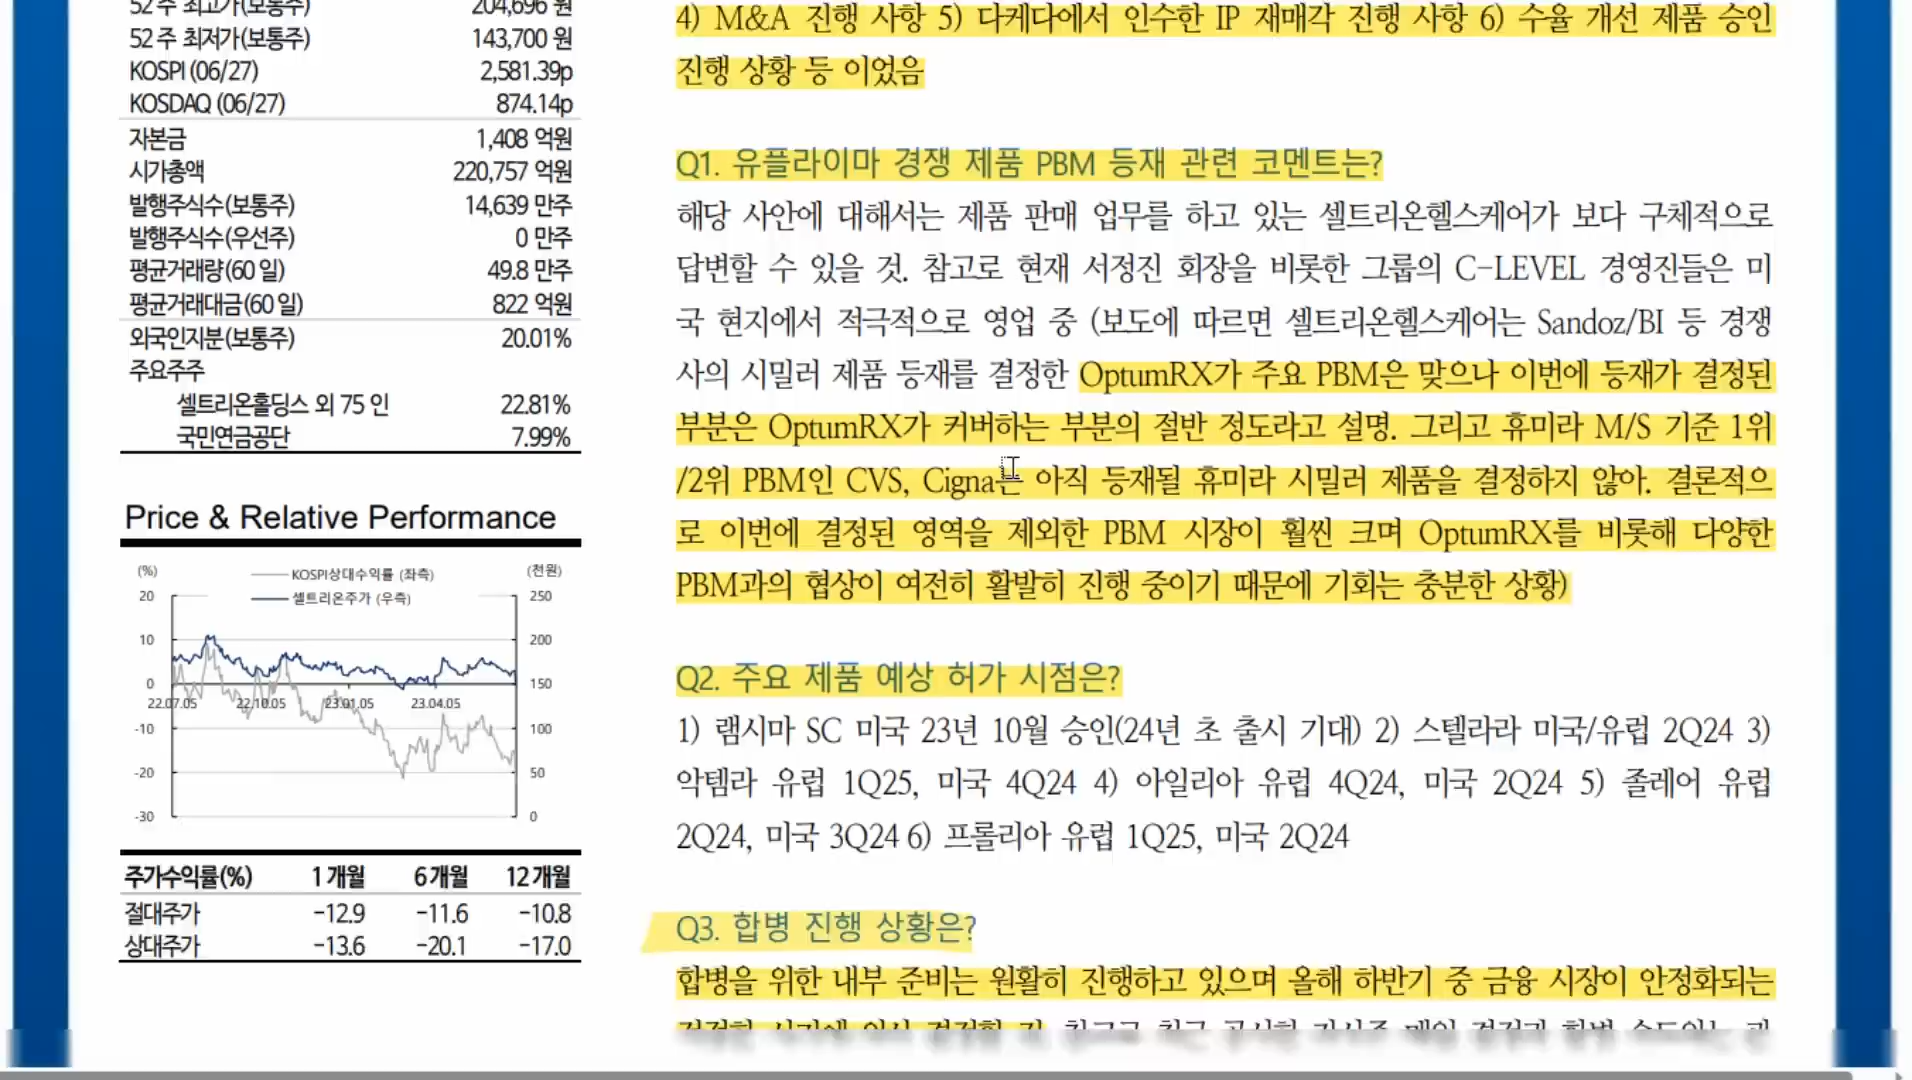 52주 최고가(보통주) 204,696 원
52주 최저가(보통주) 143,700 원
KOSPI (06/27) 2,581.39p
KOSDAQ (06/27) 874.14p
자본금 1,408 억원
시가총액 220,757 억원
발행주식수(보통주) 14,639 만주
발행주식수(우선주) 0 만주
평균거래량(60 일) 49.8 만주
평균거래대금(60 일) 822 억원
외국인지분(보통주) 20.01%
주요주주
셀트리온홀딩스 외 75 인 22.81%
국민연금공단 7.99%
Price & Relative Performance
(%) (천원)
KOSPI상대수익률 (좌측)
셀트리온주가 (우측)
20 250
10 200
0 150
22.07.05 22.10.05 23.01.05 23.04.05
-10 100
-20 50
-30 0
주가수익률(%) 1개월 6개월 12개월
절대주가 -12.9 -11.6 -10.8
상대주가 -13.6 -20.1 -17.0
4) M&A 진행 사항 5) 다케다에서 인수한 IP 재매각 진행 사항 6) 수율 개선 제품 승인
진행 상황 등 이었음
Q1. 유플라이마 경쟁 제품 PBM 등재 관련 코멘트는?
해당 사안에 대해서는 제품 판매 업무를 하고 있는 셀트리온헬스케어가 보다 구체적으로
답변할 수 있을 것. 참고로 현재 서정진 회장을 비롯한 그룹의 C-LEVEL 경영진들은 미
국 현지에서 적극적으로 영업 중 (보도에 따르면 셀트리온헬스케어는 Sandoz/BI 등 경쟁
사의 시밀러 제품 등재를 결정한 OptumRX가 주요 PBM은 맞으나 이번에 등재가 결정된
부분은 OptumRX가 커버하는 부분의 절반 정도라고 설명. 그리고 휴미라 M/S 기준 1위
/2위 PBM인 CVS, Cigna는 아직 등재될 휴미라 시밀러 제품을 결정하지 않아. 결론적으
로 이번에 결정된 영역을 제외한 PBM 시장이 훨씬 크며 OptumRX를 비롯해 다양한
PBM과의 협상이 여전히 활발히 진행 중이기 때문에 기회는 충분한 상황)
Q2. 주요 제품 예상 허가 시점은?
1) 램시마 SC 미국 23년 10월 승인(24년 초 출시 기대) 2) 스텔라라 미국/유럽 2Q24 3)
악템라 유럽 1Q25, 미국 4Q24 4) 아일리아 유럽 4Q24, 미국 2Q24 5) 졸레어 유럽
2Q24, 미국 3Q24 6) 프롤리아 유럽 1Q25, 미국 2Q24
Q3. 합병 진행 상황은?
합병을 위한 내부 준비는 원활히 진행하고 있으며 올해 하반기 중 금융 시장이 안정화되는